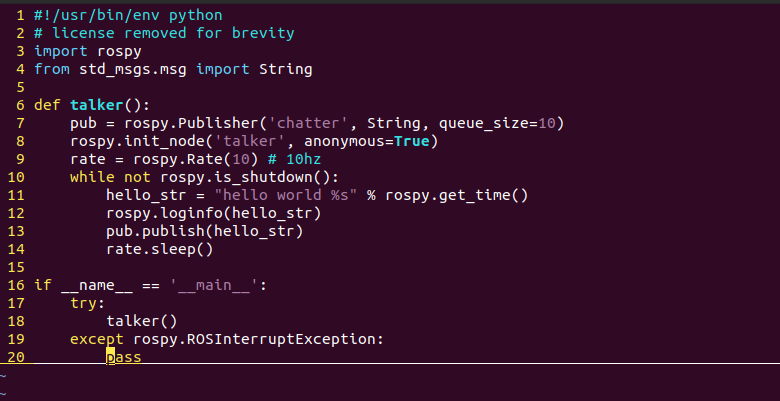 1 #!/usr/bin/env python
2 # license removed for brevity
3 import rospy
4 from std_msgs.msg import String
5
6 def talker():
7     pub = rospy.Publisher('chatter', String, queue_size=10)
8     rospy.init_node('talker', anonymous=True)
9     rate = rospy.Rate(10) # 10hz
10     while not rospy.is_shutdown():
11         hello_str = "hello world %s" % rospy.get_time()
12         rospy.loginfo(hello_str)
13         pub.publish(hello_str)
14         rate.sleep()
15
16 if __name__ == '__main__':
17     try:
18         talker()
19     except rospy.ROSInterruptException:
20         pass
~
~